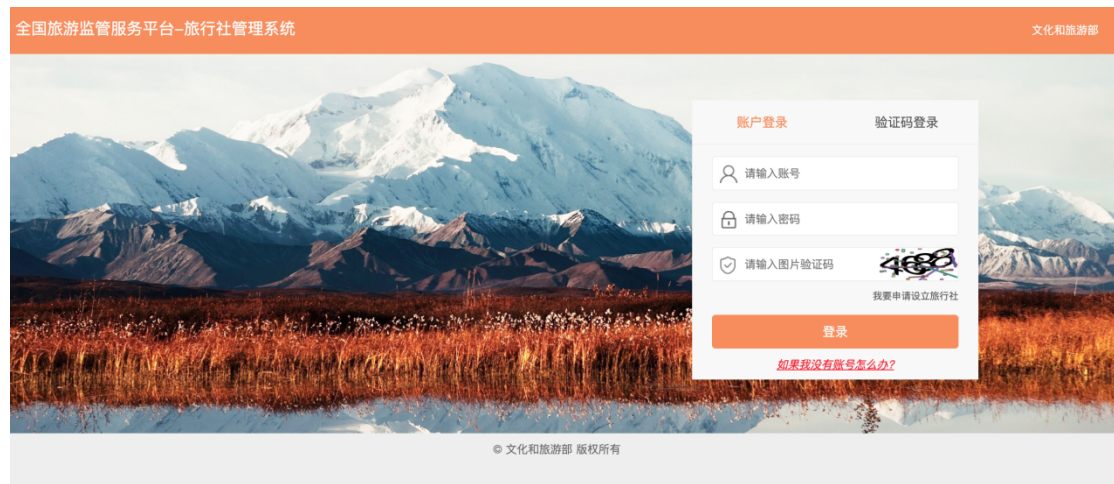 全国旅游监管服务平台-旅行社管理系统
文化和旅游部
账户登录 验证码登录
请输入账号
请输入密码
请输入图片验证码
我要申请设立旅行社
登录
如果我没有账号怎么办?
© 文化和旅游部 版权所有